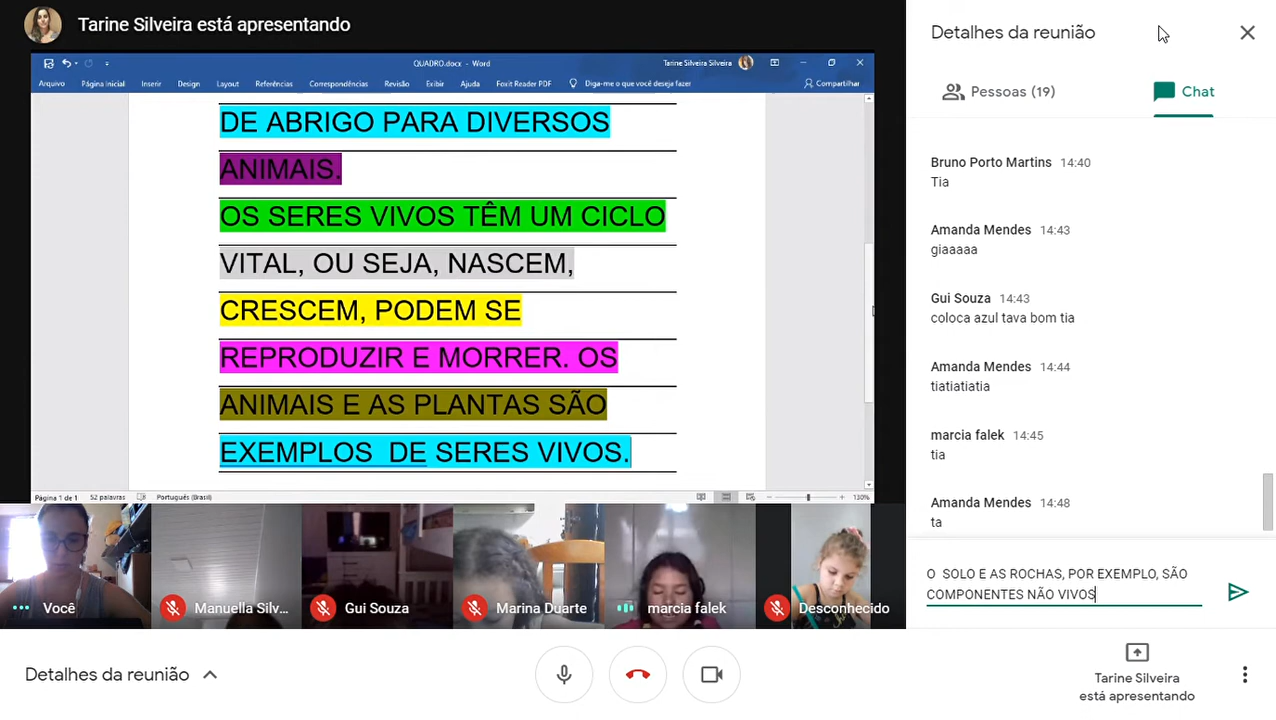 Tarine Silveira está apresentando
QUADRO.docx - Word
Tarine Silveira Silveira
Arquivo Página Inicial Inserir Design Layout Referências Correspondências Revisão Exibir Ajuda Foxit Reader PDF Diga-me o que você deseja fazer Compartilhar
DE ABRIGO PARA DIVERSOS
ANIMAIS.
OS SERES VIVOS TÊM UM CICLO
VITAL, OU SEJA, NASCEM,
CRESCEM, PODEM SE
REPRODUZIR E MORRER. OS
ANIMAIS E AS PLANTAS SÃO
EXEMPLOS  DE SERES VIVOS.
Página 1 de 1 52 palavras Português (Brasil) 130%
Você
Manuella Silv...
Gui Souza
Marina Duarte
marcia falek
Desconhecido
Detalhes da reunião
Detalhes da reunião
Pessoas (19)
Chat
Bruno Porto Martins 14:40
Tia
Amanda Mendes 14:43
giaaaaa
Gui Souza 14:43
coloca azul tava bom tia
Amanda Mendes 14:44
tiatiatiatia
marcia falek 14:45
tia
Amanda Mendes 14:48
ta
O  SOLO E AS ROCHAS, POR EXEMPLO, SÃO
COMPONENTES NÃO VIVOS
Tarine Silveira
está apresentando